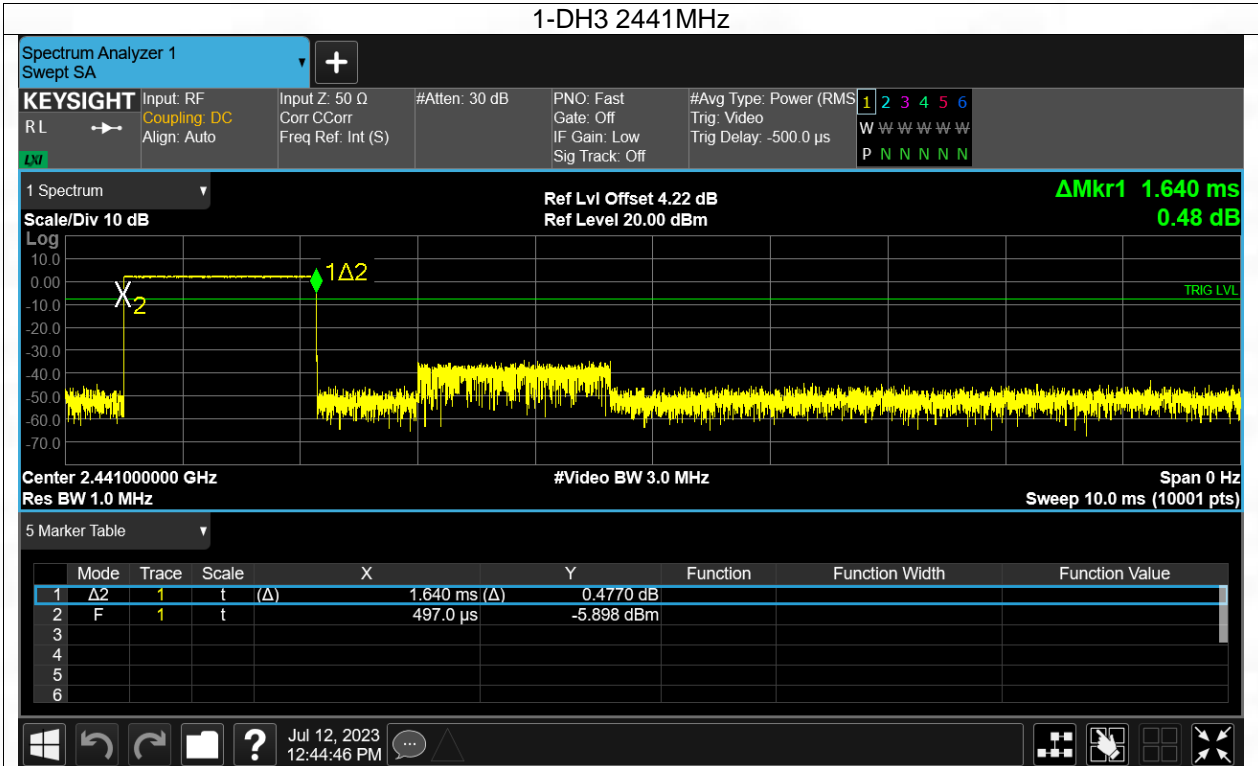 1-DH3 2441MHz
Spectrum Analyzer 1
Swept SA
+
KEYSIGHT Input: RF Input Z: 50 Ω #Atten: 30 dB PNO: Fast #Avg Type: Power (RMS 1 2 3 4 5 6
RL Coupling: DC Corr CCorr Gate: Off Trig: Video W W W W W W
Align: Auto Freq Ref: Int (S) IF Gain: Low Trig Delay: -500.0 µs P N N N N N
LXI Sig Track: Off
1 Spectrum Ref Lvl Offset 4.22 dB ΔMkr1 1.640 ms
Scale/Div 10 dB Ref Level 20.00 dBm 0.48 dB
Log
10.0
1Δ2
0.00
TRIG LVL
X2
-10.0
-20.0
-30.0
-40.0
-50.0
-60.0
-70.0
Center 2.441000000 GHz #Video BW 3.0 MHz Span 0 Hz
Res BW 1.0 MHz Sweep 10.0 ms (10001 pts)
5 Marker Table
Mode Trace Scale X Y Function Function Width Function Value
1 Δ2 1 t (Δ) 1.640 ms (Δ) 0.4770 dB
2 F 1 t 497.0 µs -5.898 dBm
3
4
5
6
? Jul 12, 2023
12:44:46 PM